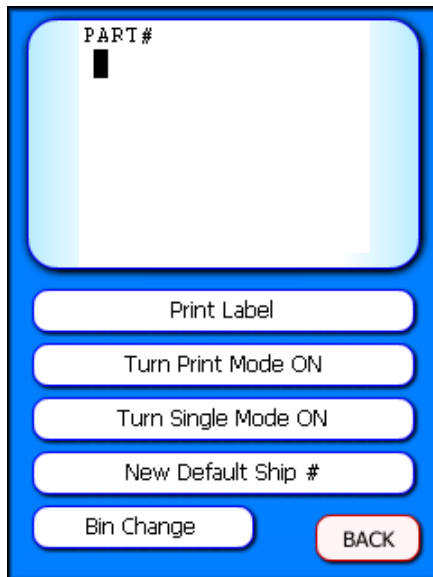 PART#
Print Label
Turn Print Mode ON
Turn Single Mode ON
New Default Ship #
Bin Change
BACK